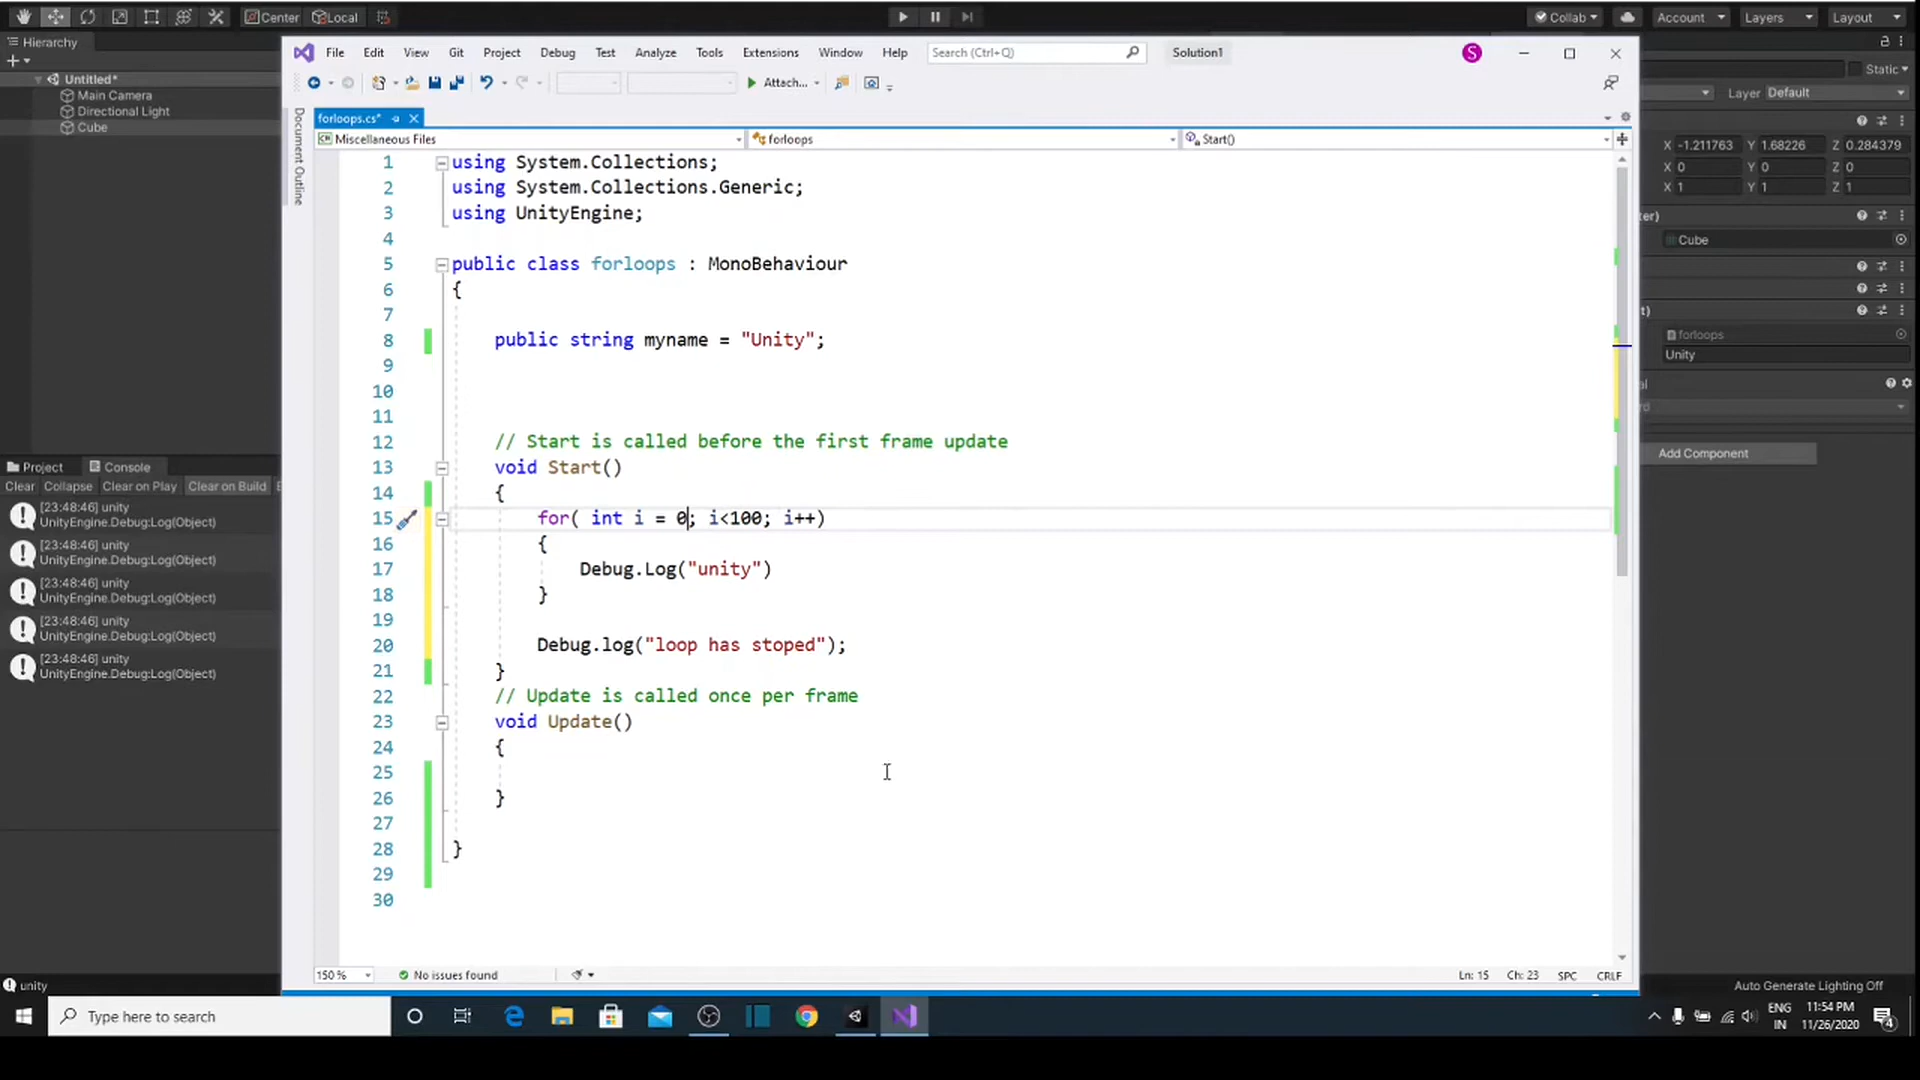 Center
Local
Collab
Account
Layers
Layout
Hierarchy
Untitled*
Main Camera
Directional Light
Cube
File Edit View Git Project Debug Test Analyze Tools Extensions Window Help Search (Ctrl+Q) Solution1 S
Attach...
Document Outline
forloops.cs*
Miscellaneous Files forloops Start()
1 using System.Collections;
2 using System.Collections.Generic;
3 using UnityEngine;
4
5 public class forloops : MonoBehaviour
6 {
7
8 public string myname = "Unity";
9
10
11
12 // Start is called before the first frame update
13 void Start()
14 {
15 for( int i = 0; i<100; i++)
16 {
17 Debug.Log("unity")
18 }
19
20 Debug.log("loop has stoped");
21 }
22 // Update is called once per frame
23 void Update()
24 {
25
26 }
27
28 }
29
30
150 % No issues found Ln: 15 Ch: 23 SPC CRLF
Static
Layer Default
X -1.211763 Y 1.68226 Z 0.284379
X 0 Y 0 Z 0
X 1 Y 1 Z 1
Cube
forloops
Unity
Add Component
Project Console
Clear Collapse Clear on Play Clear on Build
[23:48:46] unity
UnityEngine.Debug:Log(Object)
[23:48:46] unity
UnityEngine.Debug:Log(Object)
[23:48:46] unity
UnityEngine.Debug:Log(Object)
[23:48:46] unity
UnityEngine.Debug:Log(Object)
[23:48:46] unity
UnityEngine.Debug:Log(Object)
unity
Auto Generate Lighting Off
Type here to search
ENG
IN
11:54 PM
11/26/2020
4